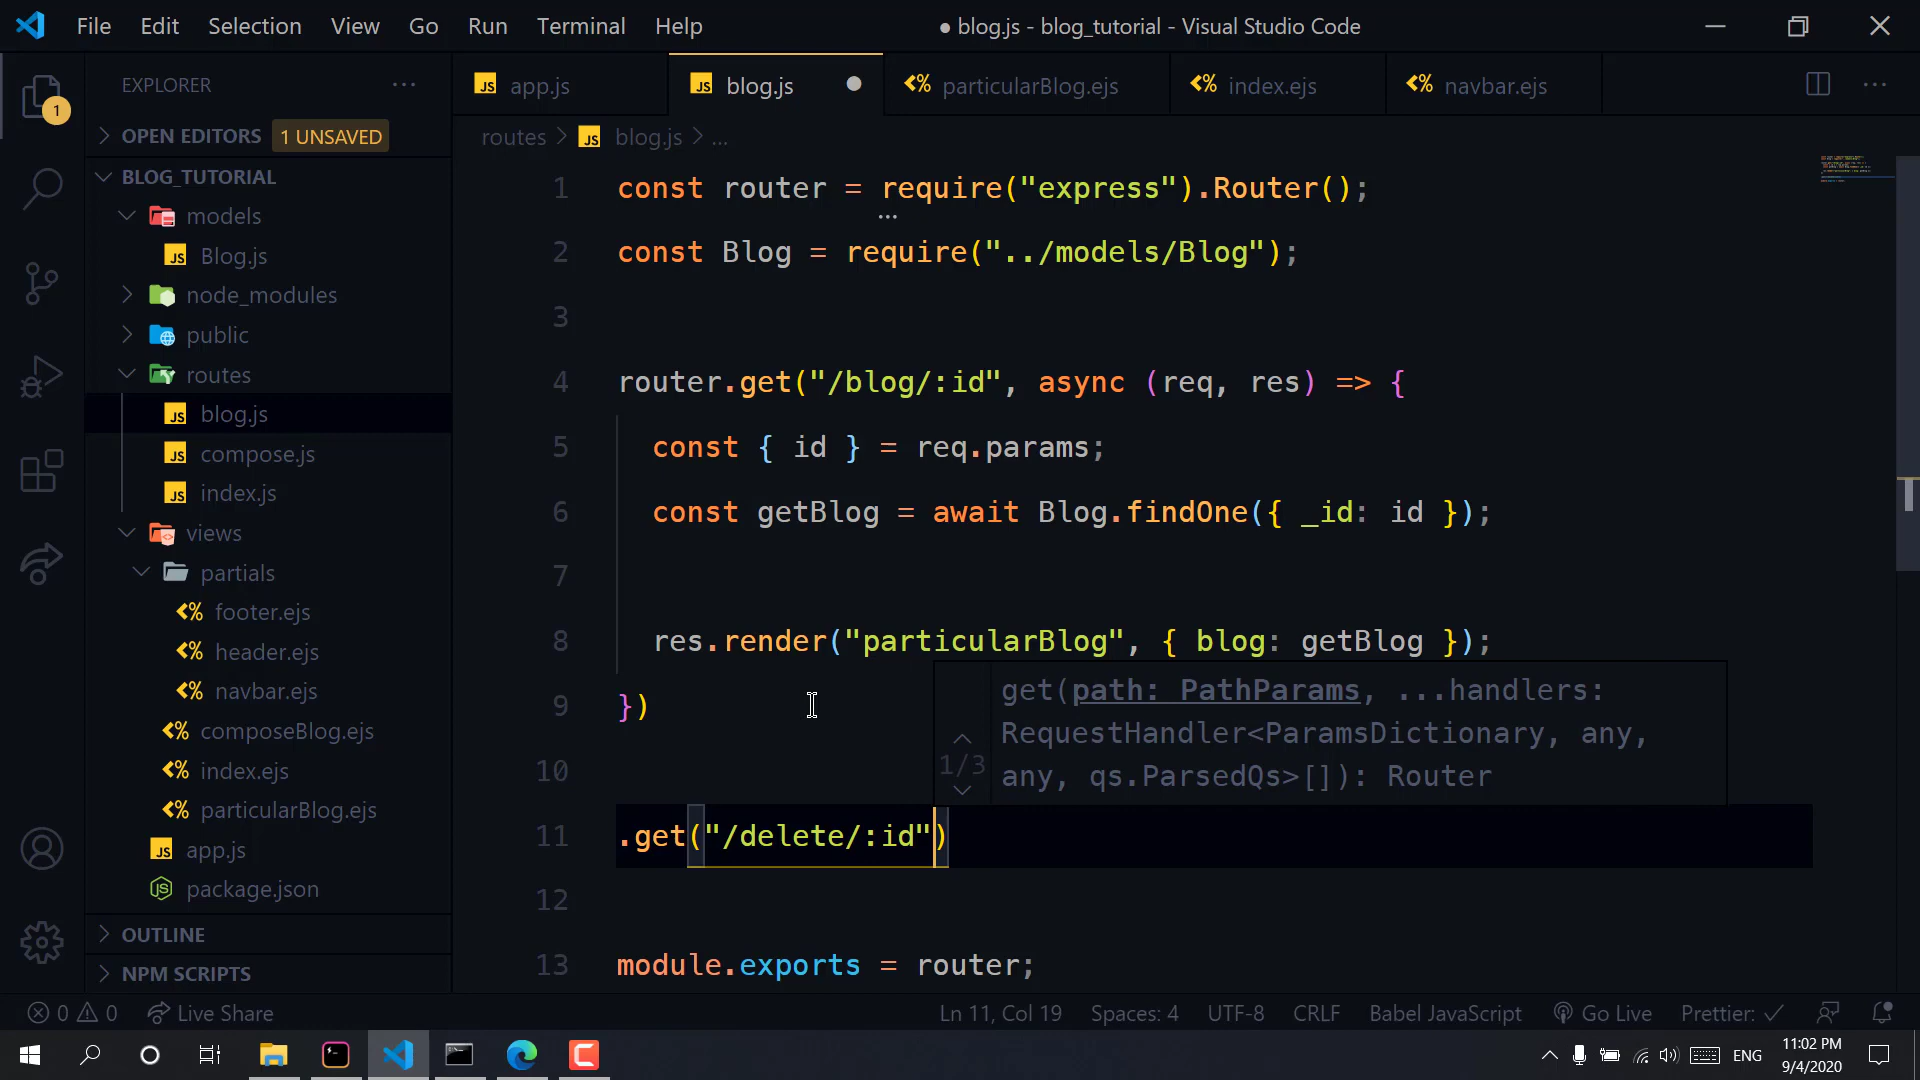 File Edit Selection View Go Run Terminal Help
● blog.js - blog_tutorial - Visual Studio Code
EXPLORER
1
OPEN EDITORS 1 UNSAVED
BLOG_TUTORIAL
models
Blog.js
node_modules
public
routes
blog.js
compose.js
index.js
views
partials
footer.ejs
header.ejs
navbar.ejs
composeBlog.ejs
index.ejs
particularBlog.ejs
app.js
package.json
OUTLINE
NPM SCRIPTS
JS app.js JS blog.js ● particularBlog.ejs index.ejs navbar.ejs
routes > JS blog.js > ...
1 const router = require("express").Router();
2 const Blog = require("../models/Blog");
3
4 router.get("/blog/:id", async (req, res) => {
5 const { id } = req.params;
6 const getBlog = await Blog.findOne({ _id: id });
7
8 res.render("particularBlog", { blog: getBlog });
9 })
10
11 .get("/delete/:id")
12
13 module.exports = router;
get(path: PathParams, ...handlers:
RequestHandler<ParamsDictionary, any,
any, qs.ParsedQs>[]): Router
1/3
0 0 Live Share Ln 11, Col 19 Spaces: 4 UTF-8 CRLF Babel JavaScript Go Live Prettier: ✓
ENG 11:02 PM
9/4/2020